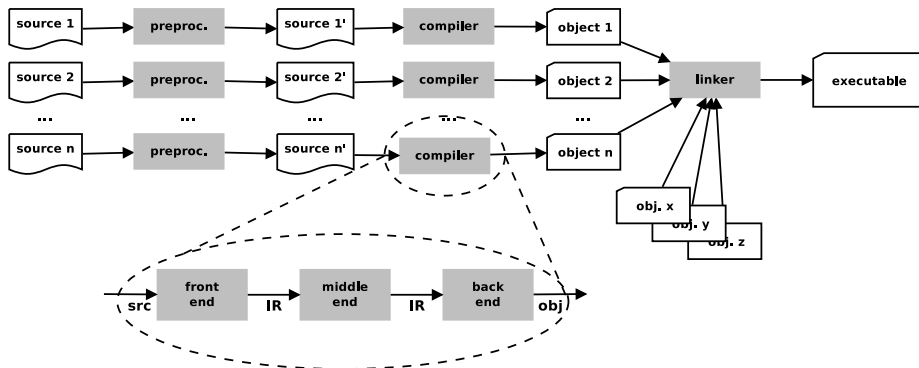 source 1
preproc.
source 1'
compiler
object 1
source 2
preproc.
source 2'
compiler
object 2
linker
executable
...
...
...
...
...
source n
preproc.
source n'
compiler
object n
obj. x
obj. y
obj. z
src
front
end
IR
middle
end
IR
back
end
obj